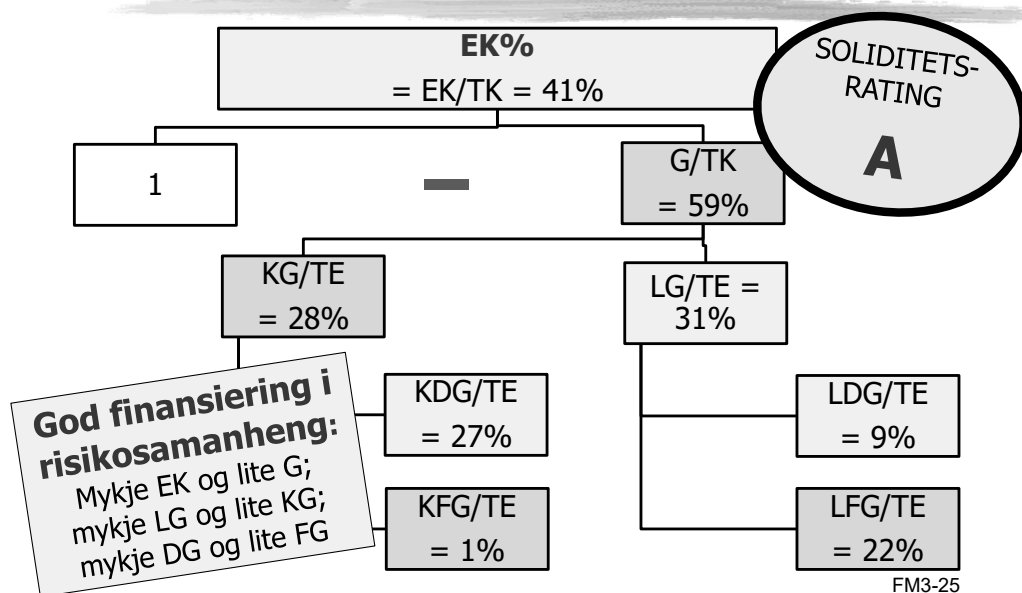 EK%
= EK/TK = 41%
SOLIDITETS-
RATING
A
1
G/TK
= 59%
KG/TE
= 28%
LG/TE =
31%
God finansiering i
risikosamanheng:
Mykje EK og lite G;
mykje LG og lite KG;
mykje DG og lite FG
KDG/TE
= 27%
LDG/TE
= 9%
KFG/TE
= 1%
LFG/TE
= 22%
FM3-25